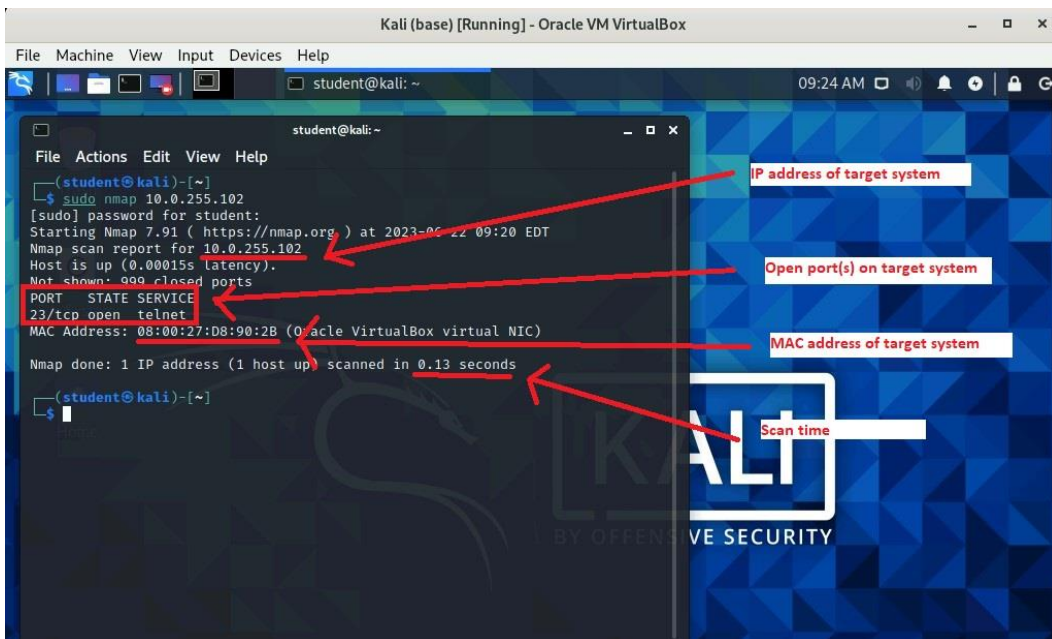 Kali (base) [Running] - Oracle VM VirtualBox
File Machine View Input Devices Help
student@kali: ~
09:24 AM
student@kali: ~
File Actions Edit View Help
(student㉿kali)-[~]
$ sudo nmap 10.0.255.102
[sudo] password for student:
Starting Nmap 7.91 ( https://nmap.org ) at 2023-06-22 09:20 EDT
Nmap scan report for 10.0.255.102
Host is up (0.00015s latency).
Not shown: 999 closed ports
PORT STATE SERVICE
23/tcp open telnet
MAC Address: 08:00:27:D8:90:2B (Oracle VirtualBox virtual NIC)
Nmap done: 1 IP address (1 host up) scanned in 0.13 seconds
(student㉿kali)-[~]
$
IP address of target system
Open port(s) on target system
MAC address of target system
Scan time
KALI
BY OFFENSIVE SECURITY